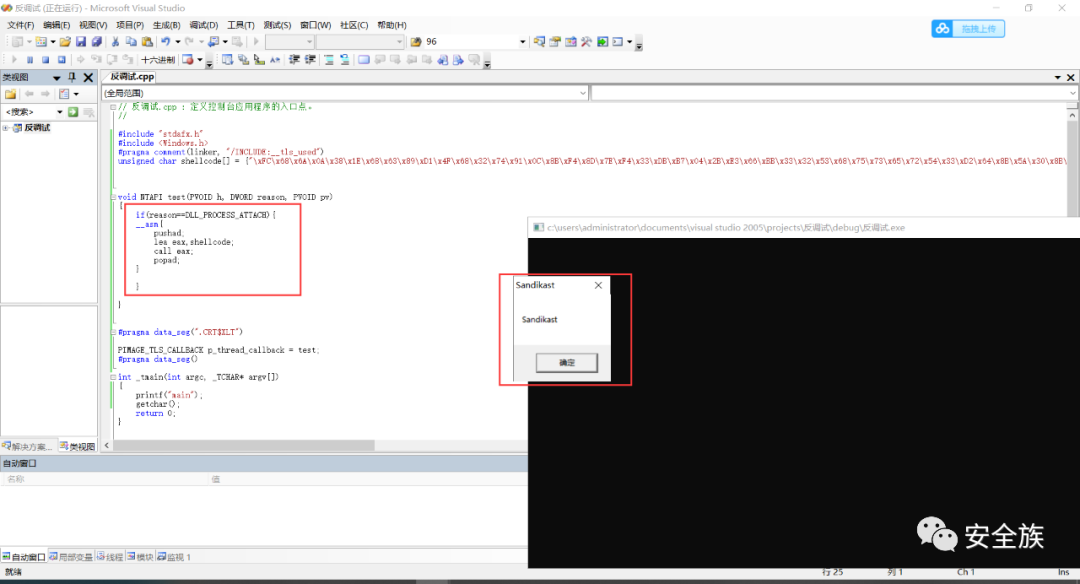 反调试 (正在运行) - Microsoft Visual Studio
文件(F) 编辑(E) 视图(V) 项目(P) 生成(B) 调试(D) 工具(T) 测试(S) 窗口(W) 社区(C) 帮助(H)
拖拽上传
96
十六进制
类视图
反调试.cpp
(全局范围)
<搜索>
反调试
// 反调试.cpp : 定义控制台应用程序的入口点。
//
#include "stdafx.h"
#include <Windows.h>
#pragma comment(linker, "/INCLUDE:__tls_used")
unsigned char shellcode[] = {"\xFC\x68\x6A\x0A\x38\x1E\x68\x63\x89\xD1\x4F\x68\x32\x74\x91\x0C\x8B\xF4\x8D\x7E\xF4\x33\xDB\xB7\x04\x2B\xE3\x66\xBB\x33\x32\x53\x68\x75\x73\x65\x72\x54\x33\xD2\x64\x8B\x5A\x30\x8B\
void NTAPI test(PVOID h, DWORD reason, PVOID pv)
{
if(reason==DLL_PROCESS_ATTACH){
__asm{
pushad;
lea eax,shellcode;
call eax;
popad;
}
}
}
#pragma data_seg(".CRT$XLT")
PIMAGE_TLS_CALLBACK p_thread_callback = test;
#pragma data_seg()
int _tmain(int argc, _TCHAR* argv[])
{
printf("main");
getchar();
return 0;
}
c:\users\administrator\documents\visual studio 2005\projects\反调试\debug\反调试.exe
Sandikast
Sandikast
确定
解决方案... 类视图
自动窗口
名称 值
自动窗口 局部变量 线程 模块 监视 1
安全族
就绪 行 25 列 1 Ch 1 Ins